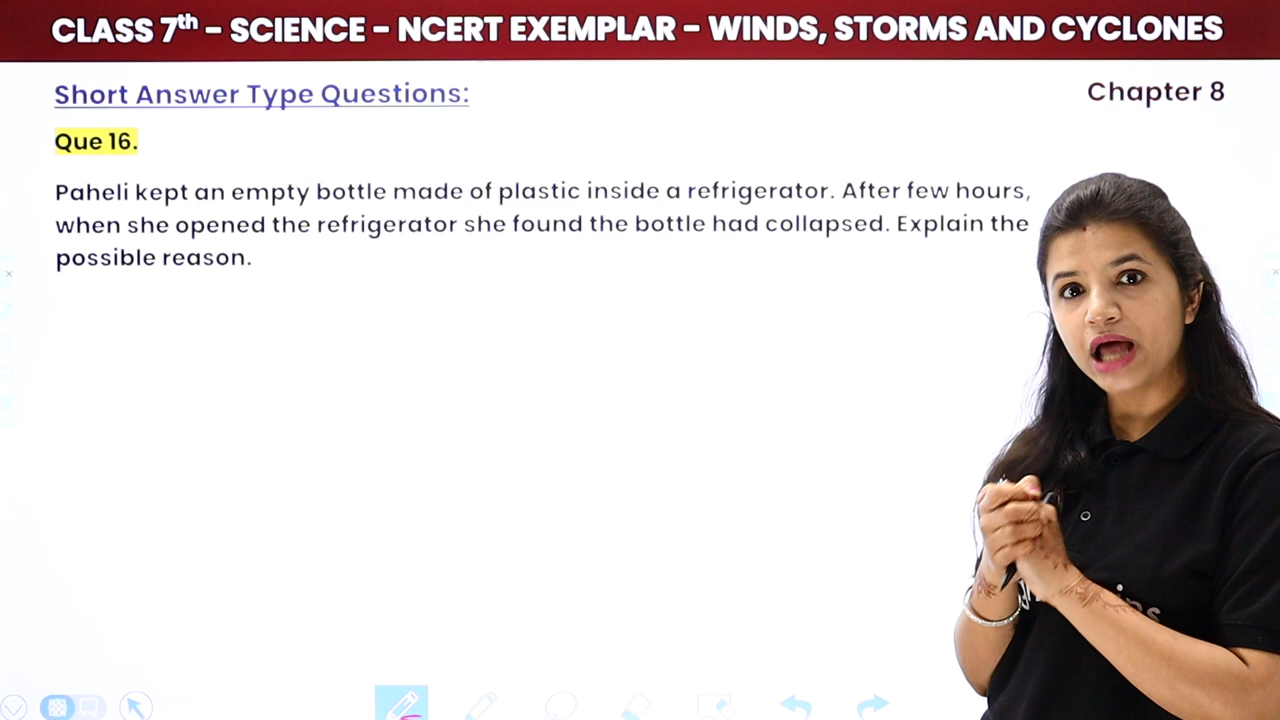 CLASS 7th – SCIENCE – NCERT EXEMPLAR – WINDS, STORMS AND CYCLONES
Short Answer Type Questions:
Chapter 8
Que 16.
Paheli kept an empty bottle made of plastic inside a refrigerator. After few hours,
when she opened the refrigerator she found the bottle had collapsed. Explain the
possible reason.